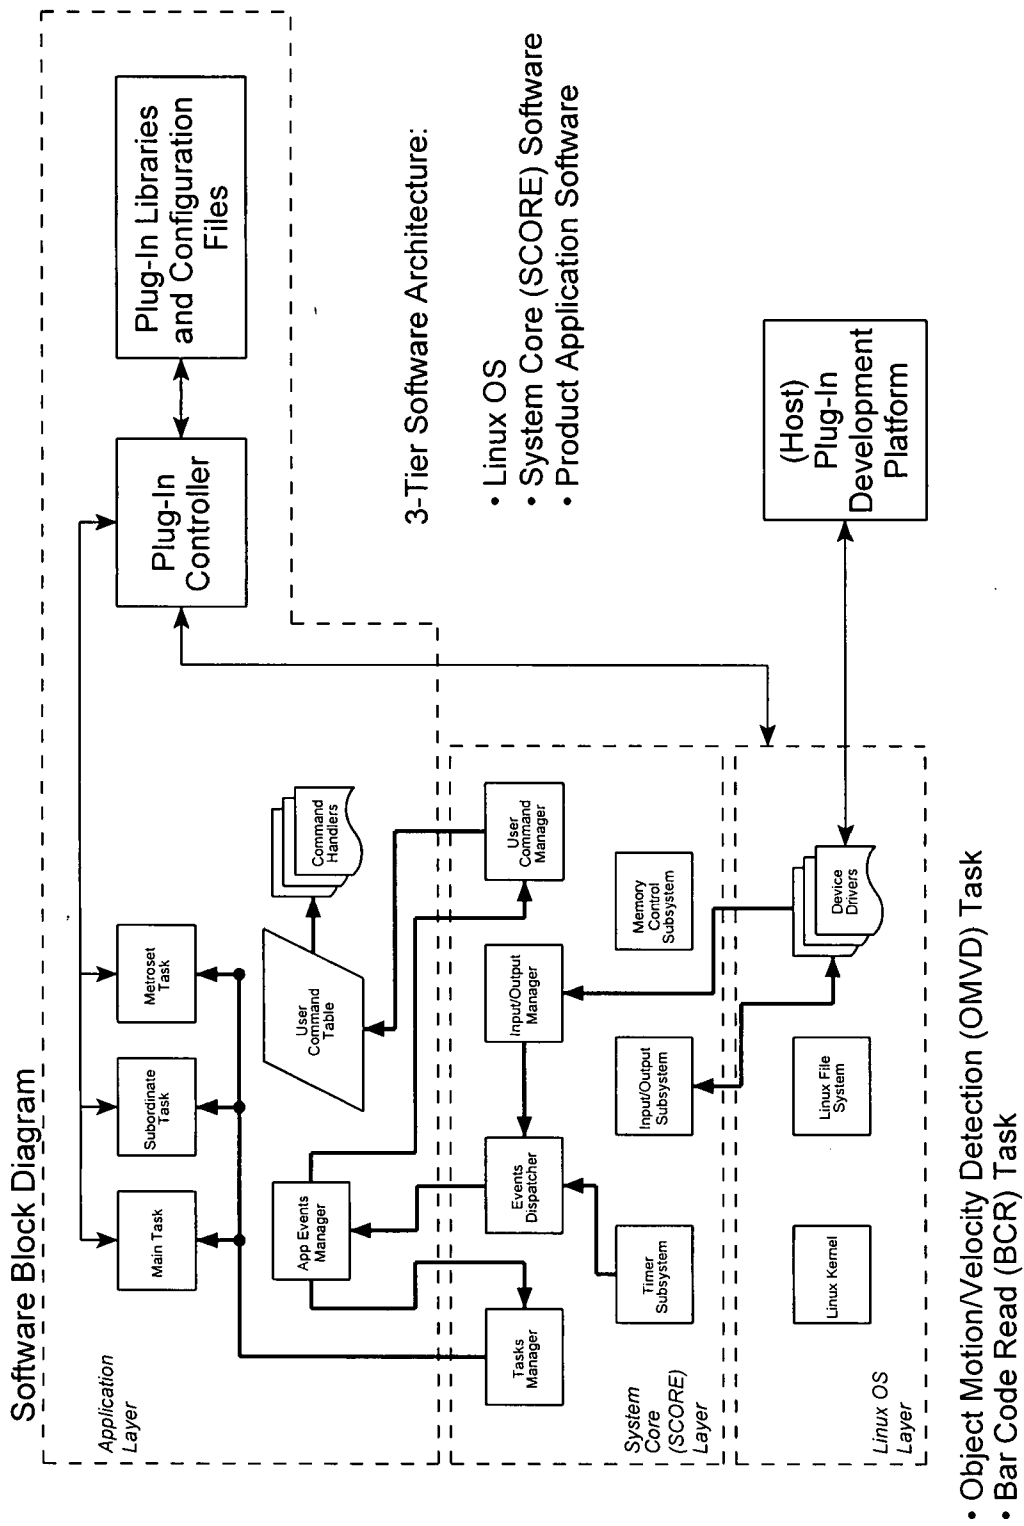 Software Block Diagram
Application
Layer
Main Task
Subordinate
Task
Metroset
Task
Plug-In
Controller
Plug-In Libraries
and Configuration
Files
App Events
Manager
User
Command
Table
Command
Handlers
3-Tier Software Architecture:
• Linux OS
• System Core (SCORE) Software
• Product Application Software
System
Core
(SCORE)
Layer
Tasks
Manager
Events
Dispatcher
Input/Output
Manager
User
Command
Manager
Timer
Subsystem
Input/Output
Subsystem
Memory
Control
Subsystem
Linux OS
Layer
Linux Kernel
Linux File
System
Device
Drivers
(Host)
Plug-In
Development
Platform
• Object Motion/Velocity Detection (OMVD) Task
• Bar Code Read (BCR) Task